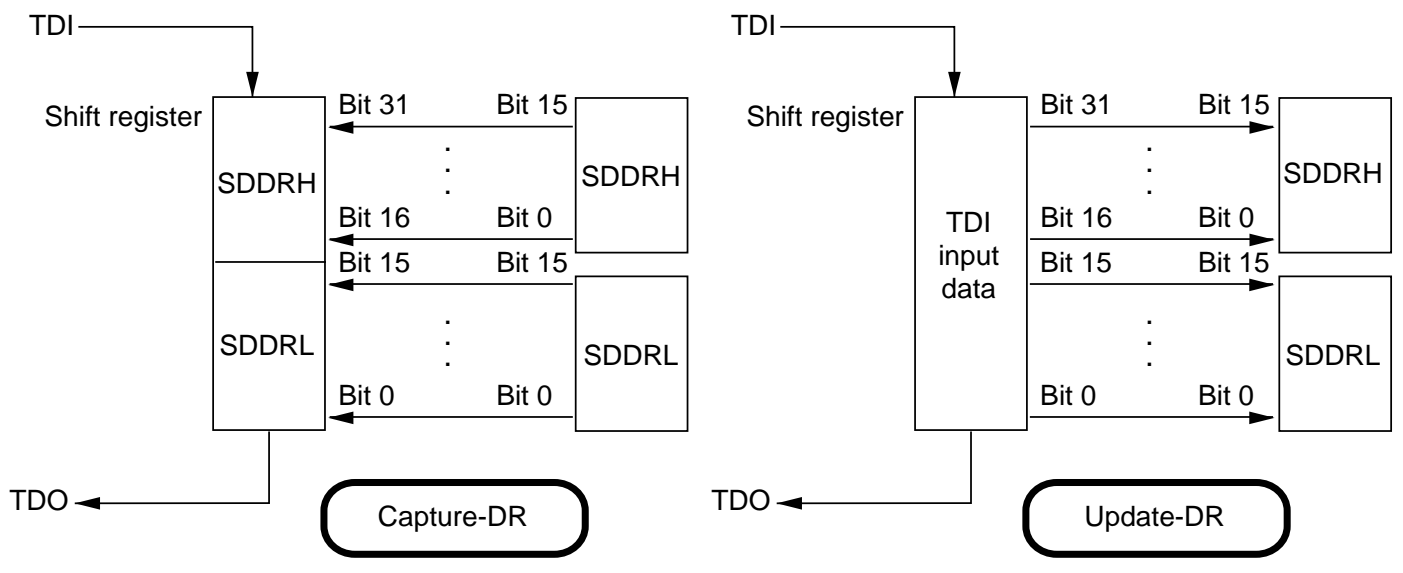 TDI
Shift register
Bit 31 Bit 15
.
.
.
SDDRH
SDDRH
Bit 16 Bit 0
Bit 15 Bit 15
.
.
.
SDDRL
SDDRL
Bit 0 Bit 0
TDO
Capture-DR
TDI
Shift register
Bit 31 Bit 15
.
.
.
SDDRH
Bit 16 Bit 0
TDI
input
data
Bit 15 Bit 15
.
.
.
SDDRL
Bit 0 Bit 0
TDO
Update-DR